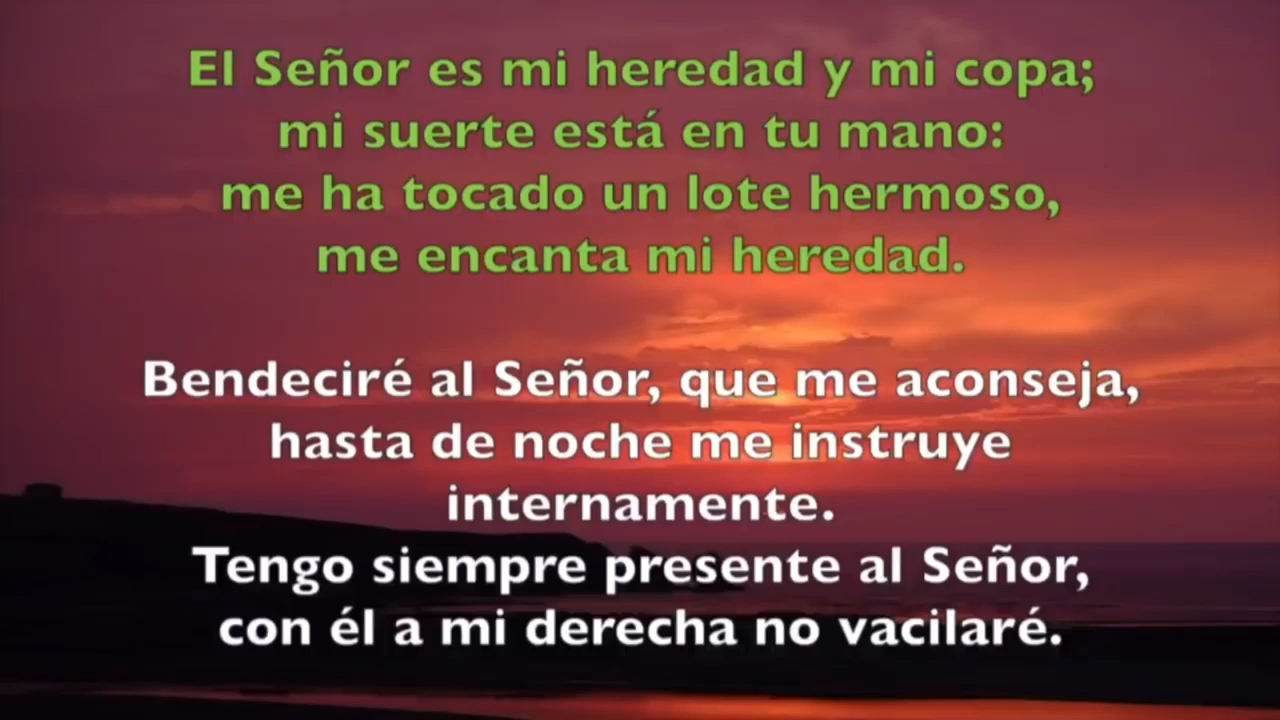 El Señor es mi heredad y mi copa;
mi suerte está en tu mano:
me ha tocado un lote hermoso,
me encanta mi heredad.
Bendeciré al Señor, que me aconseja,
hasta de noche me instruye
internamente.
Tengo siempre presente al Señor,
con él a mi derecha no vacilaré.